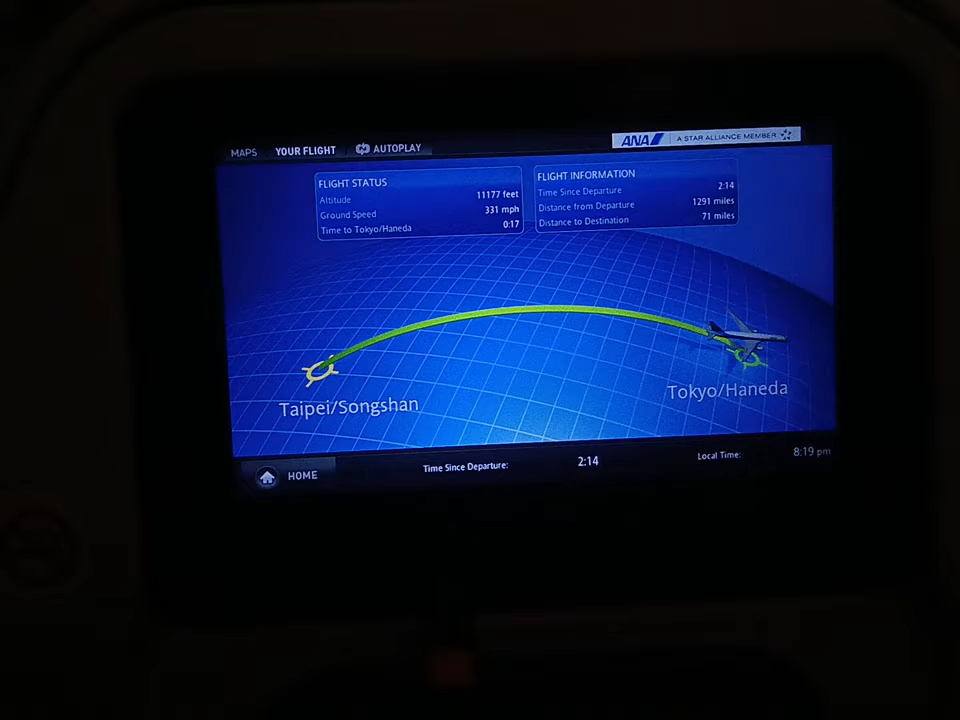 MAPS YOUR FLIGHT AUTOPLAY
ANA A STAR ALLIANCE MEMBER
FLIGHT STATUS
Altitude 11177 feet
Ground Speed 331 mph
Time to Tokyo/Haneda 0:17
FLIGHT INFORMATION
Time Since Departure 2:14
Distance from Departure 1291 miles
Distance to Destination 71 miles
Taipei/Songshan
Tokyo/Haneda
HOME
Time Since Departure: 2:14
Local Time: 8:19 pm